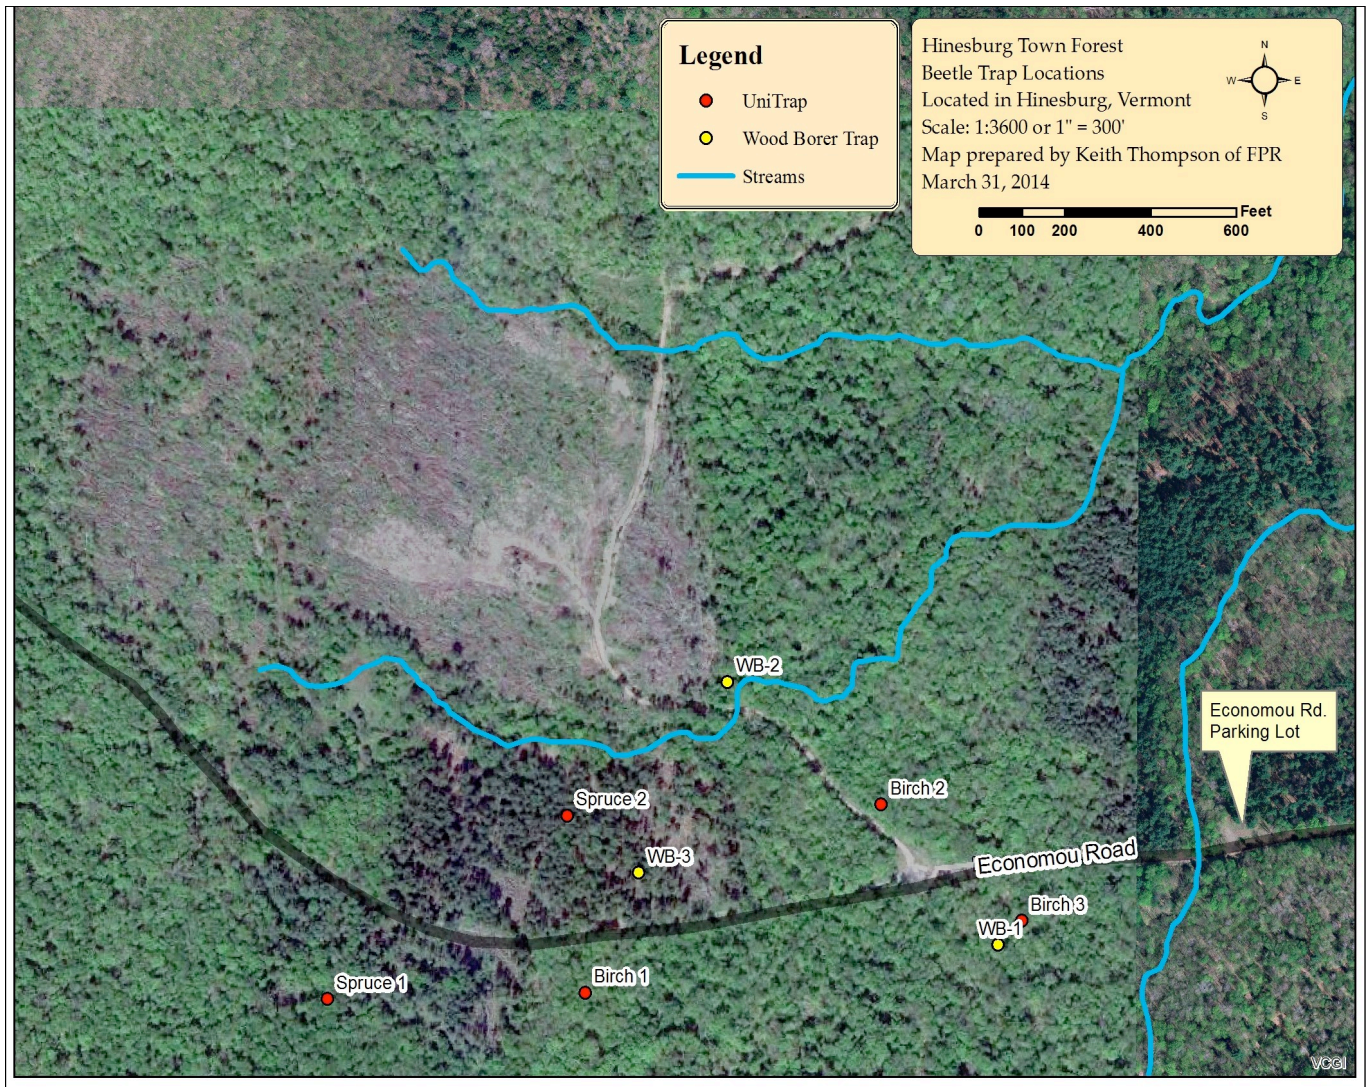 Legend
UniTrap
Wood Borer Trap
Streams
Hinesburg Town Forest
Beetle Trap Locations
Located in Hinesburg, Vermont
Scale: 1:3600 or 1" = 300'
Map prepared by Keith Thompson of FPR
March 31, 2014
N
W
E
S
Feet
0 100 200 400 600
WB-2
Economou Rd.
Parking Lot
Birch 2
Spruce 2
WB-3
Economou Road
Birch 3
WB-1
Birch 1
Spruce 1
VCGI